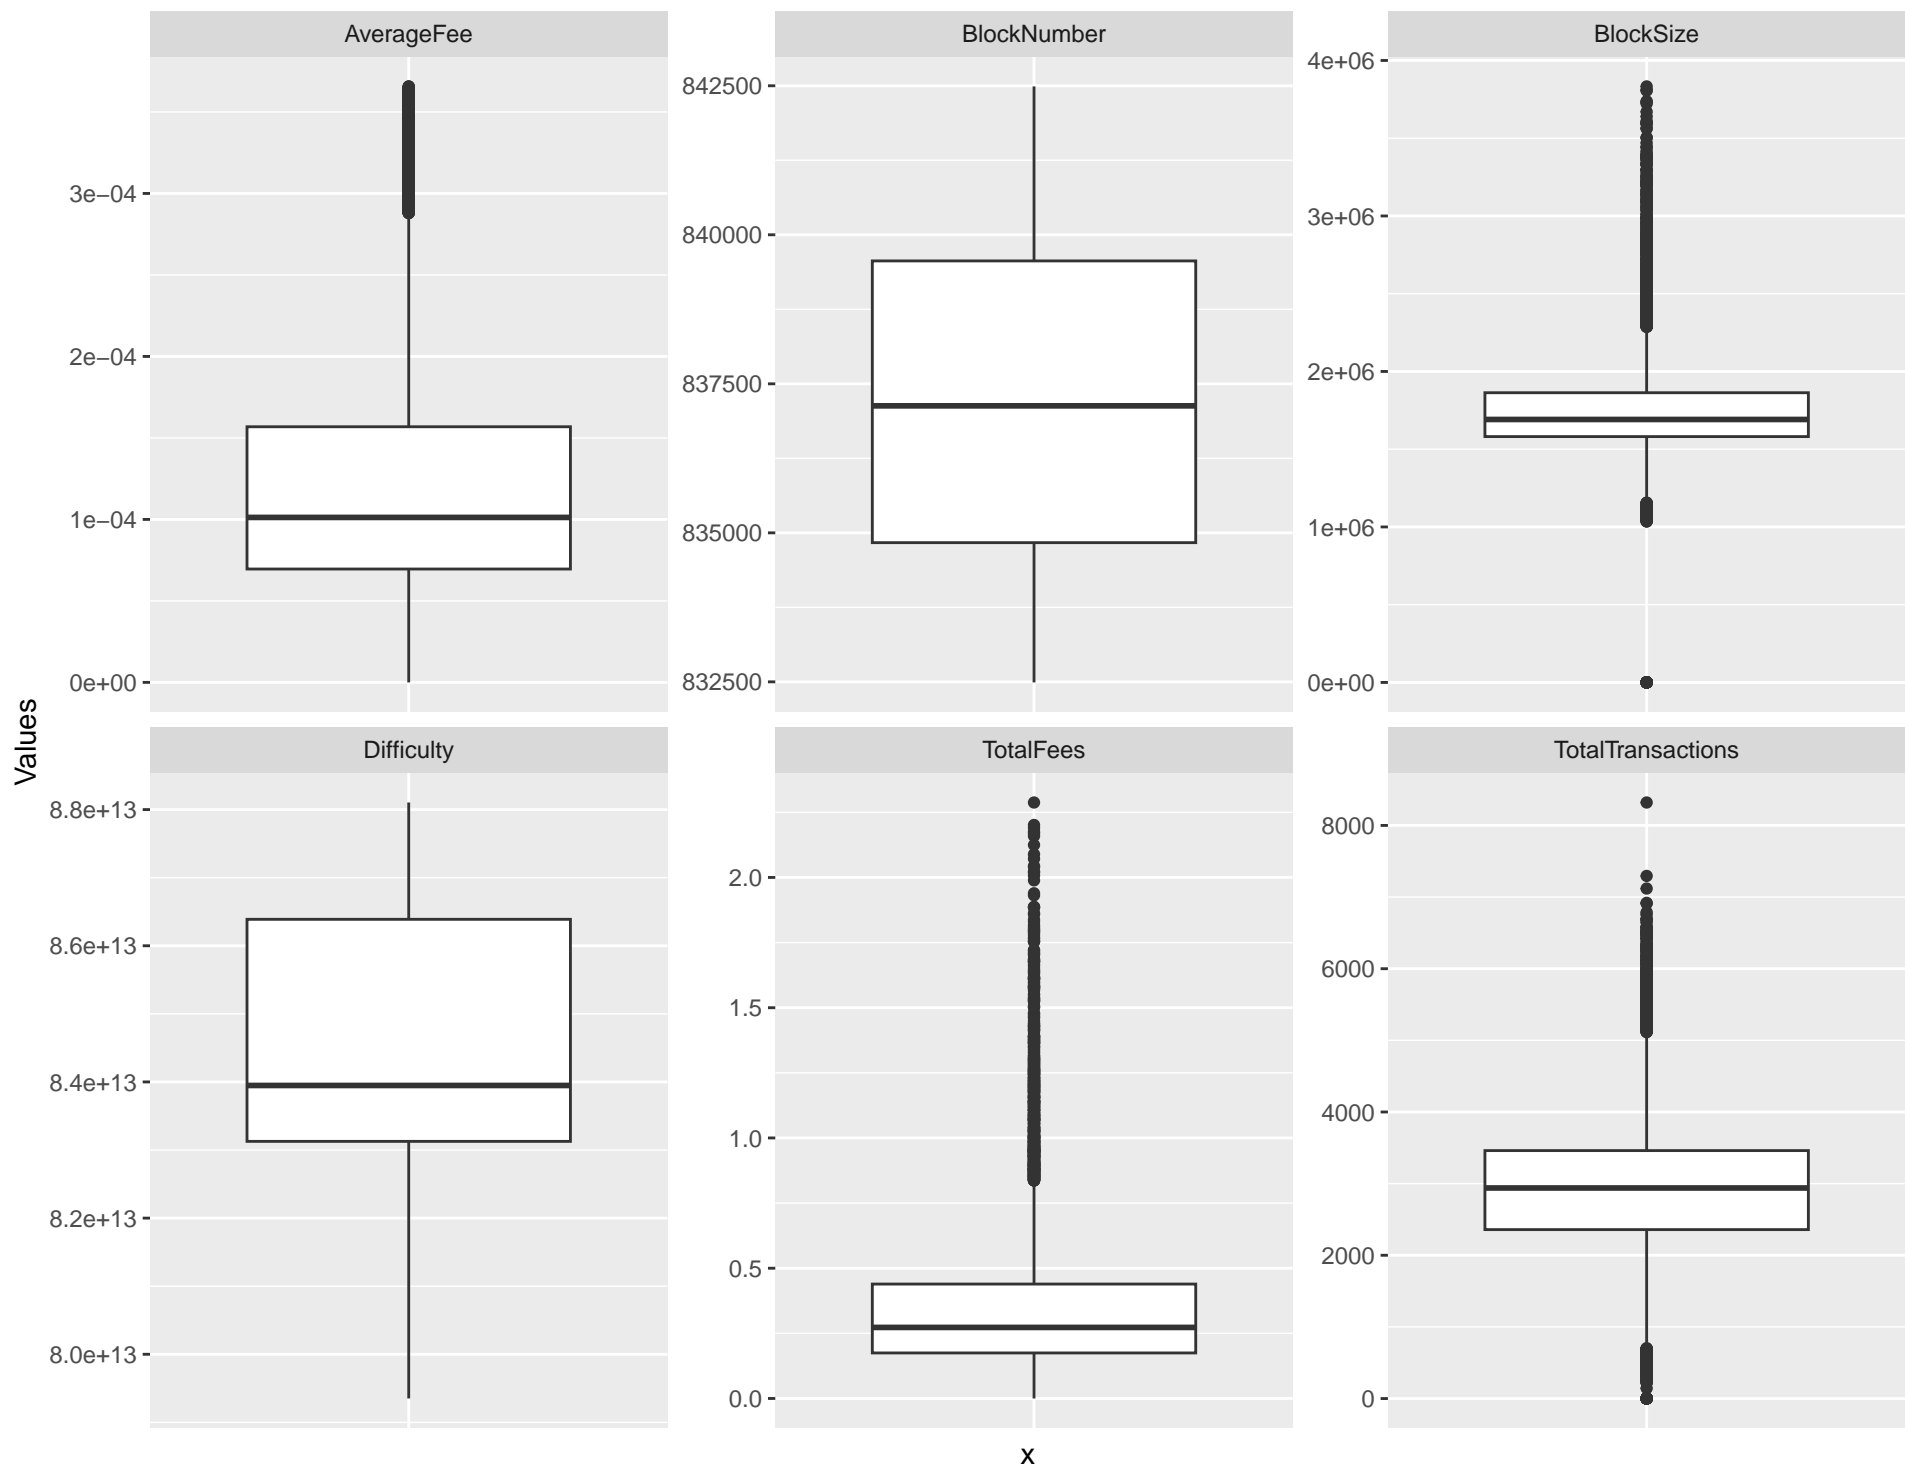 AverageFee
BlockNumber
BlockSize
3e−04
2e−04
1e−04
0e+00
842500
840000
837500
835000
832500
4e+06
3e+06
2e+06
1e+06
0e+00
Values
Difficulty
TotalFees
TotalTransactions
8.8e+13
8.6e+13
8.4e+13
8.2e+13
8.0e+13
2.0
1.5
1.0
0.5
0.0
8000
6000
4000
2000
0
x